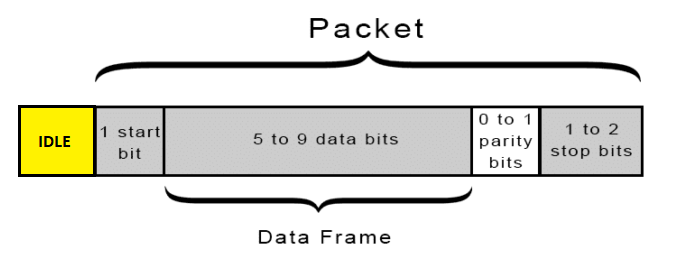 Packet
IDLE
1 start
bit
5 to 9 data bits
0 to 1
parity
bits
1 to 2
stop bits
Data Frame